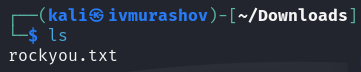 ┌──(kali㉿ivmurashov)-[~/Downloads]
└─$ ls
rockyou.txt